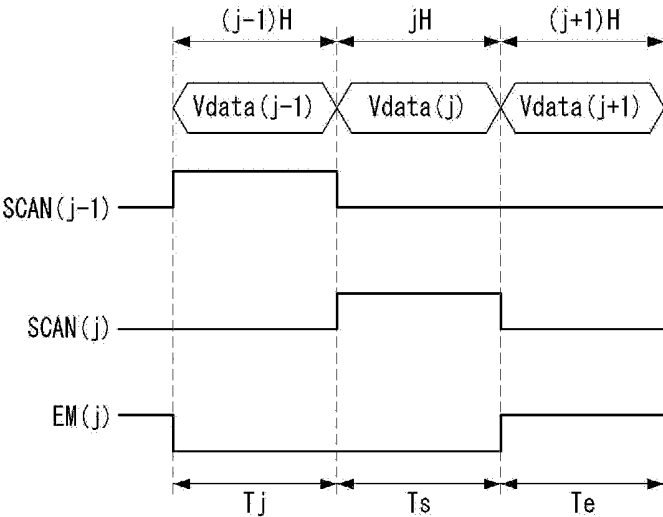 (j-1)H jH (j+1)H
Vdata(j-1) Vdata(j) Vdata(j+1)
SCAN(j-1)
SCAN(j)
EM(j)
Tj Ts Te